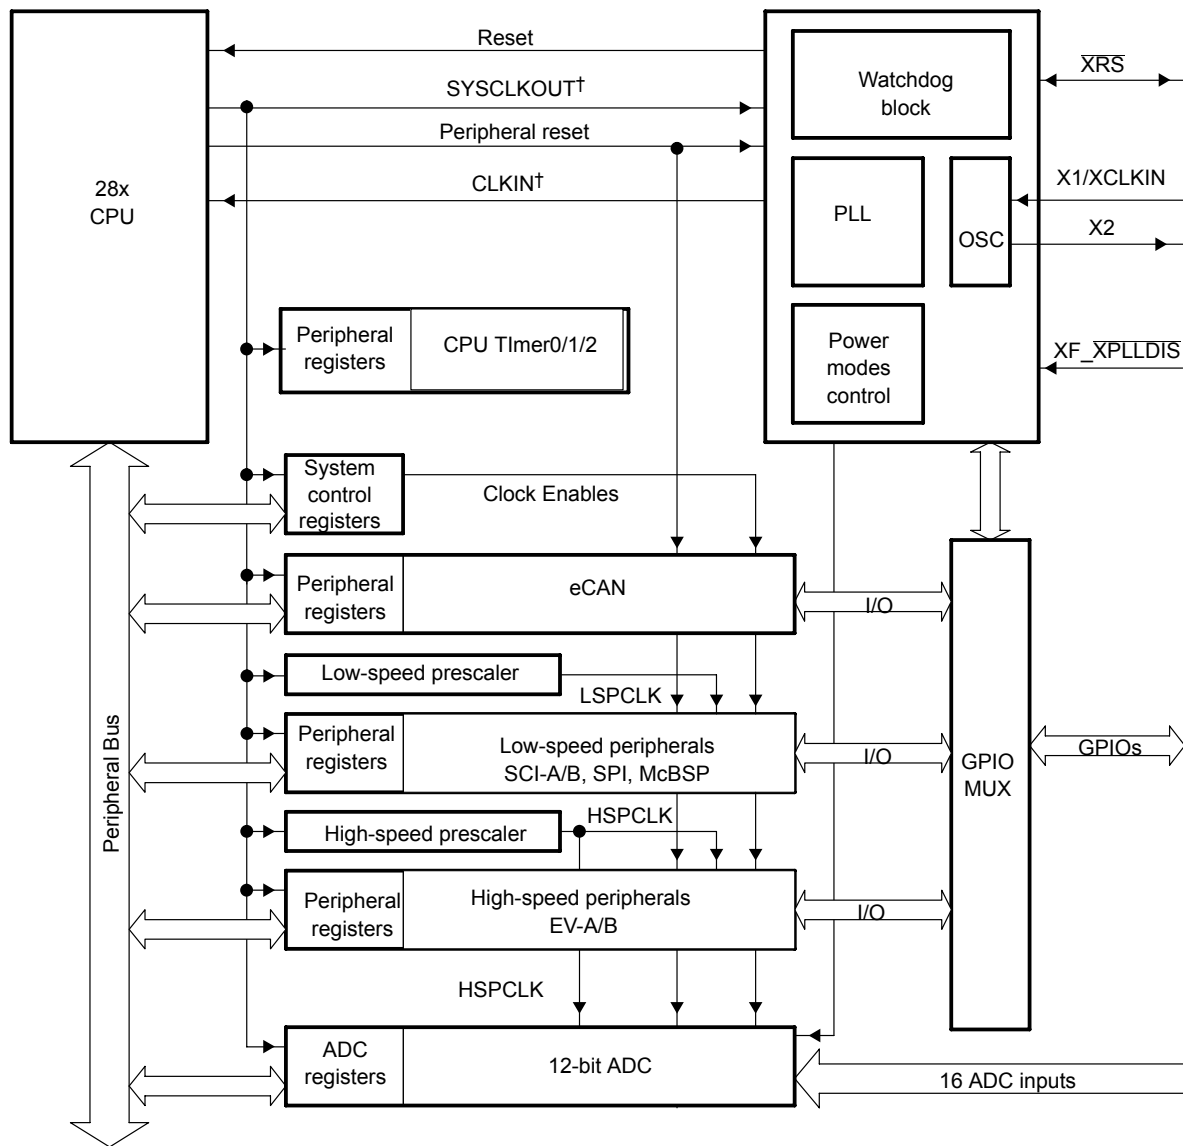 Reset
SYSCLKOUT†
Peripheral reset
CLKIN†
28x
CPU
Watchdog
block
PLL
OSC
Power
modes
control
XRS
X1/XCLKIN
X2
XF_XPLLDIS
Peripheral
registers
CPU TImer0/1/2
System
control
registers
Clock Enables
Peripheral
registers
eCAN
I/O
Low-speed prescaler
LSPCLK
Peripheral
registers
Low-speed peripherals
SCI-A/B, SPI, McBSP
I/O
GPIO
MUX
GPIOs
Peripheral Bus
High-speed prescaler
HSPCLK
Peripheral
registers
High-speed peripherals
EV-A/B
I/O
HSPCLK
ADC
registers
12-bit ADC
16 ADC inputs